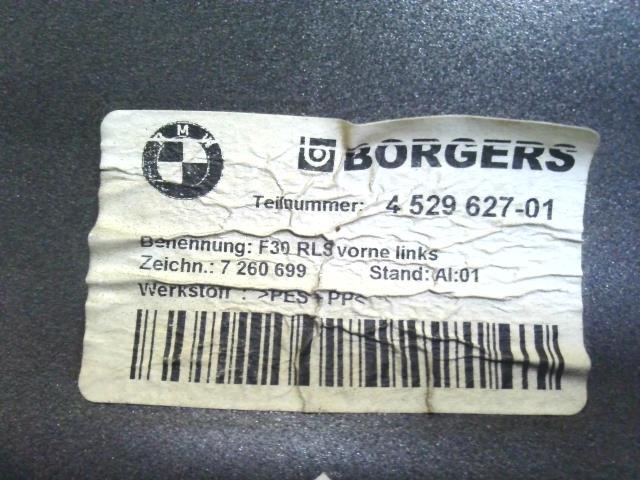 BMW
BORGERS
Teilnummer: 4 529 627-01
Benennung: F30 RLS vorne links
Zeichn.: 7 260 699 Stand: AI:01
Werkstoff : >PES+PP<